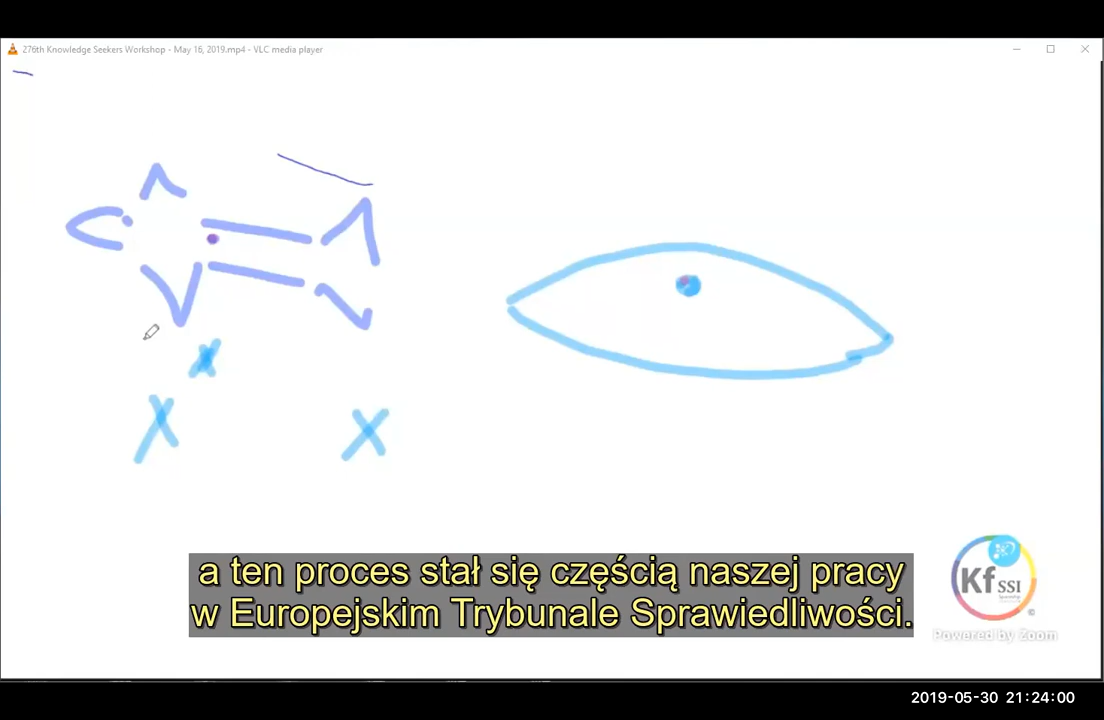 276th Knowledge Seekers Workshop - May 16, 2019.mp4 - VLC media player
a ten proces stał się częścią naszej pracy
w Europejskim Trybunale Sprawiedliwości.
Kf SSI
Powered by Zoom
2019-05-30 21:24:00